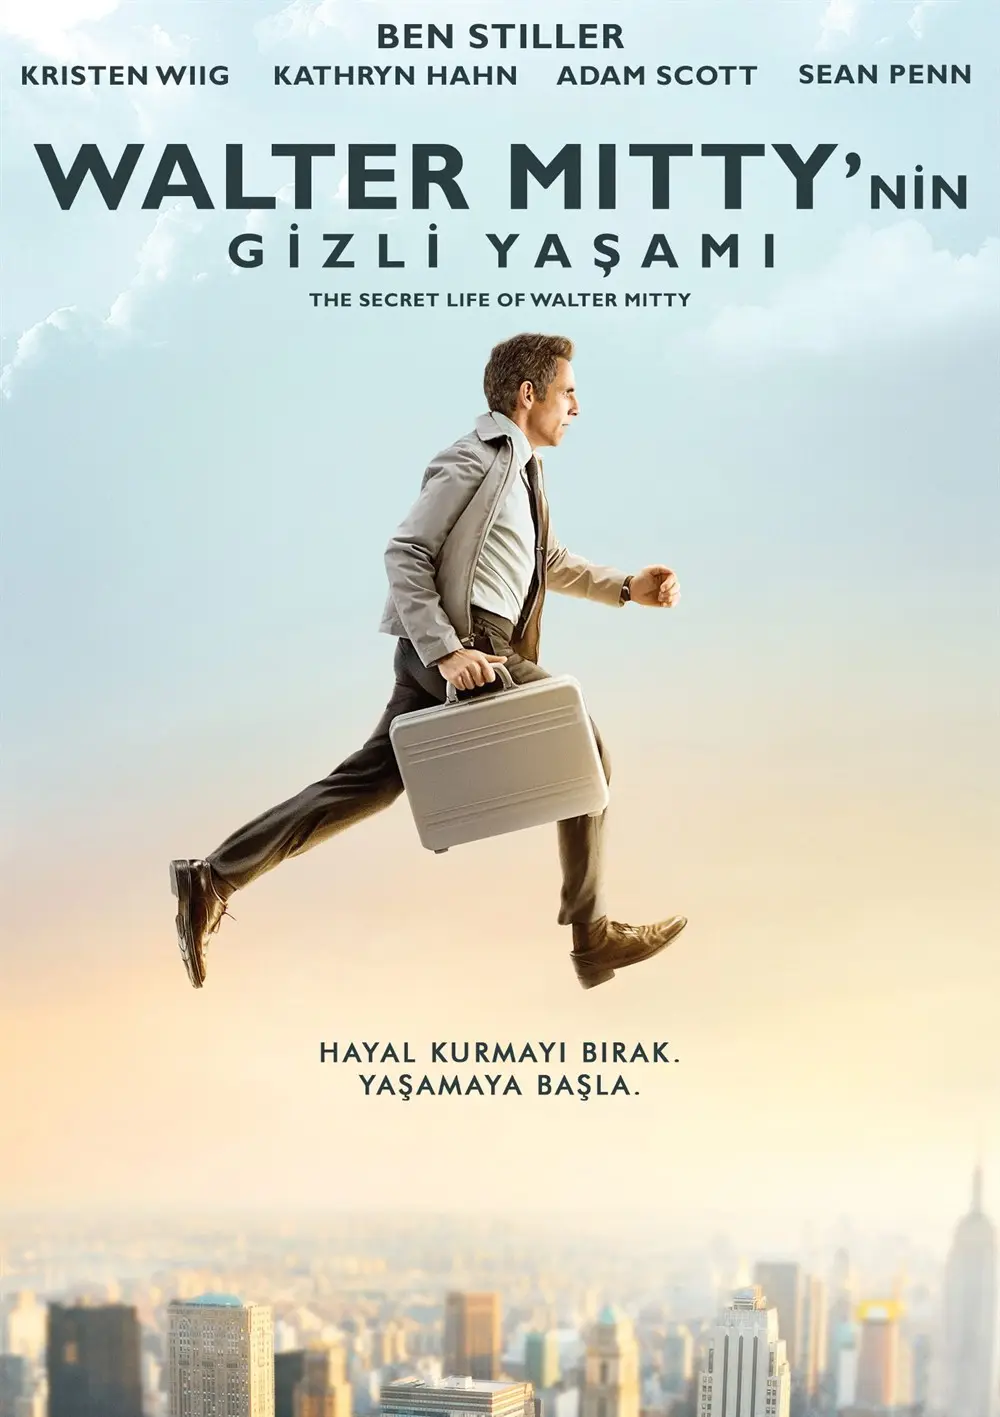 BEN STILLER
KRISTEN WIIG KATHRYN HAHN ADAM SCOTT SEAN PENN
WALTER MITTY'NİN
GİZLİ YAŞAMI
THE SECRET LIFE OF WALTER MITTY
HAYAL KURMAYI BIRAK.
YAŞAMAYA BAŞLA.